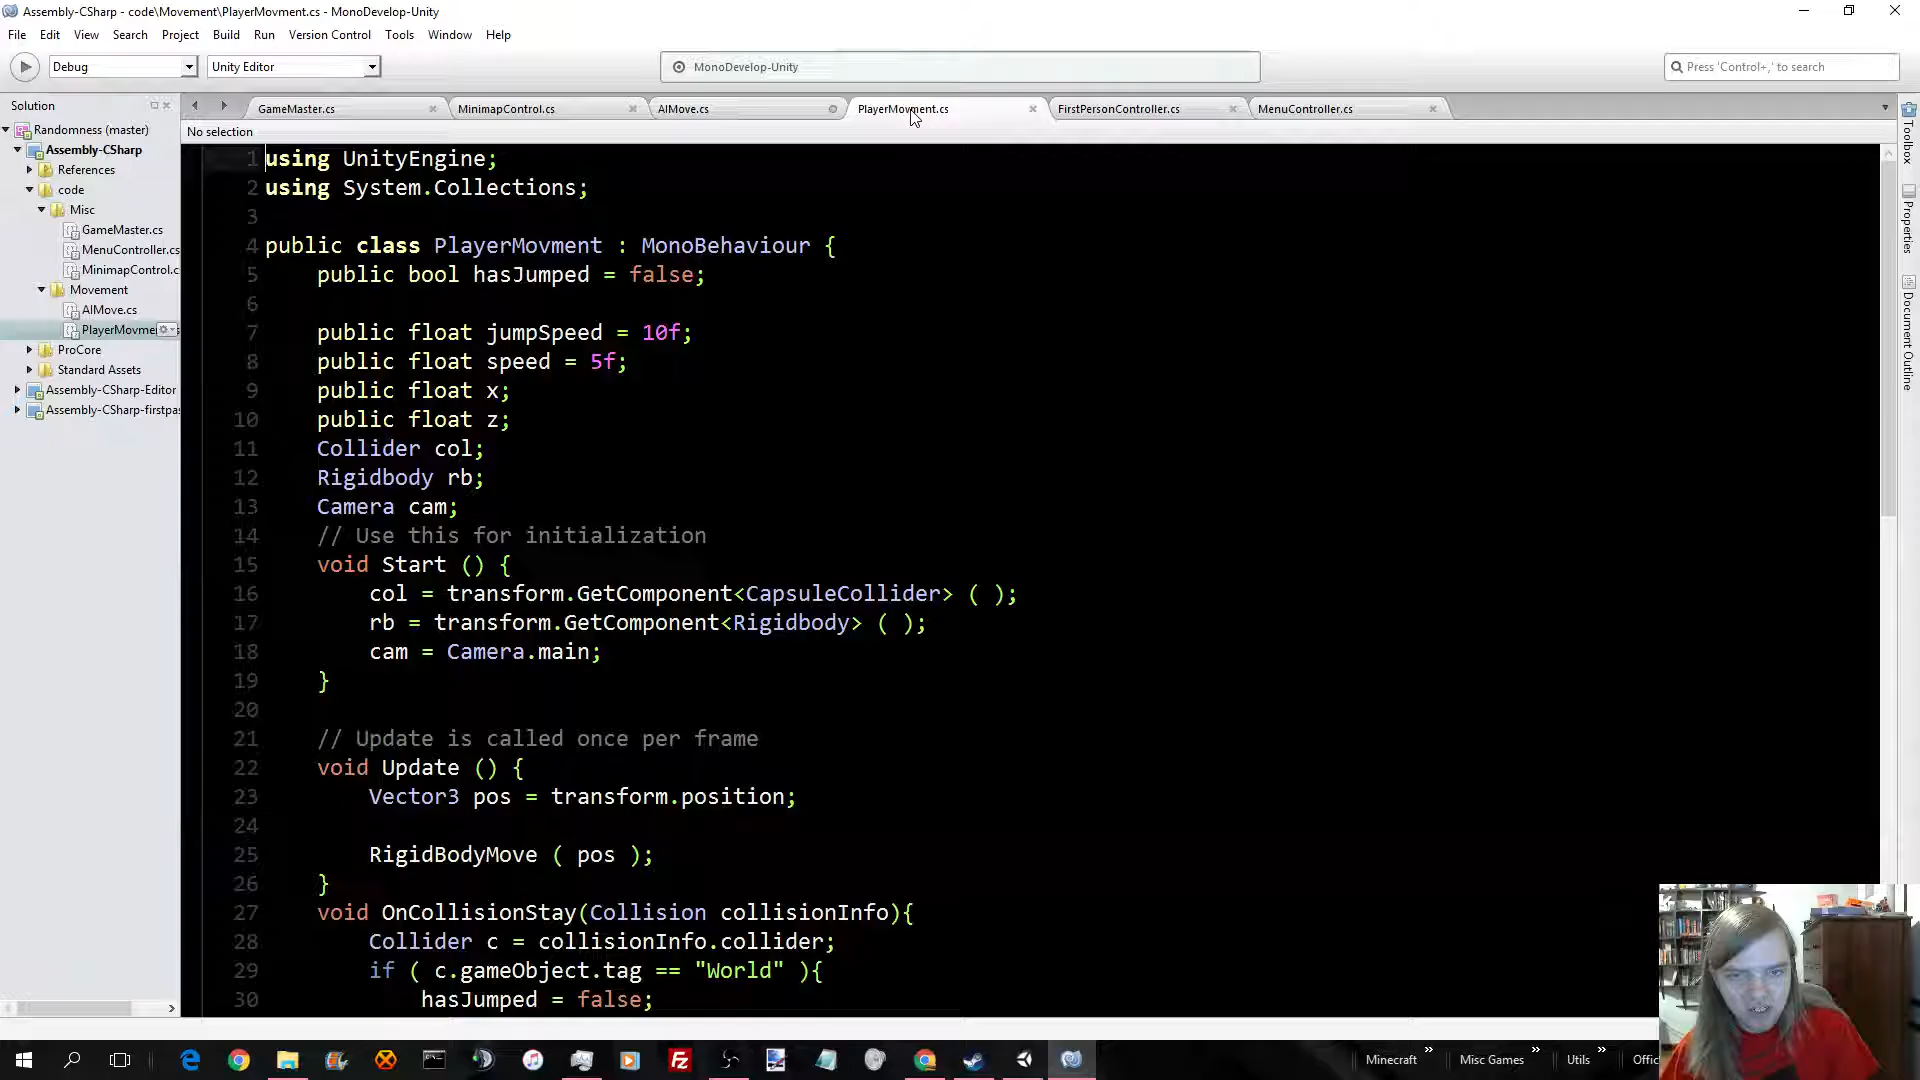 Assembly-CSharp - code\Movement\PlayerMovment.cs - MonoDevelop-Unity
File Edit View Search Project Build Run Version Control Tools Window Help
Debug Unity Editor MonoDevelop-Unity Press 'Control+,' to search
Solution GameMaster.cs MinimapControl.cs AIMove.cs PlayerMovment.cs FirstPersonController.cs MenuController.cs
No selection
Randomness (master)
Assembly-CSharp
References
code
Misc
GameMaster.cs
MenuController.cs
MinimapControl.c
Movement
AIMove.cs
PlayerMovme
ProCore
Standard Assets
Assembly-CSharp-Editor
Assembly-CSharp-firstpas
1 using UnityEngine;
2 using System.Collections;
3
4 public class PlayerMovment : MonoBehaviour {
5 public bool hasJumped = false;
6
7 public float jumpSpeed = 10f;
8 public float speed = 5f;
9 public float x;
10 public float z;
11 Collider col;
12 Rigidbody rb;
13 Camera cam;
14 // Use this for initialization
15 void Start () {
16 col = transform.GetComponent<CapsuleCollider> ( );
17 rb = transform.GetComponent<Rigidbody> ( );
18 cam = Camera.main;
19 }
20
21 // Update is called once per frame
22 void Update () {
23 Vector3 pos = transform.position;
24
25 RigidBodyMove ( pos );
26 }
27 void OnCollisionStay(Collision collisionInfo){
28 Collider c = collisionInfo.collider;
29 if ( c.gameObject.tag == "World" ){
30 hasJumped = false;
Toolbox
Properties
Document Outline
Minecraft » Misc Games » Utils » Offic